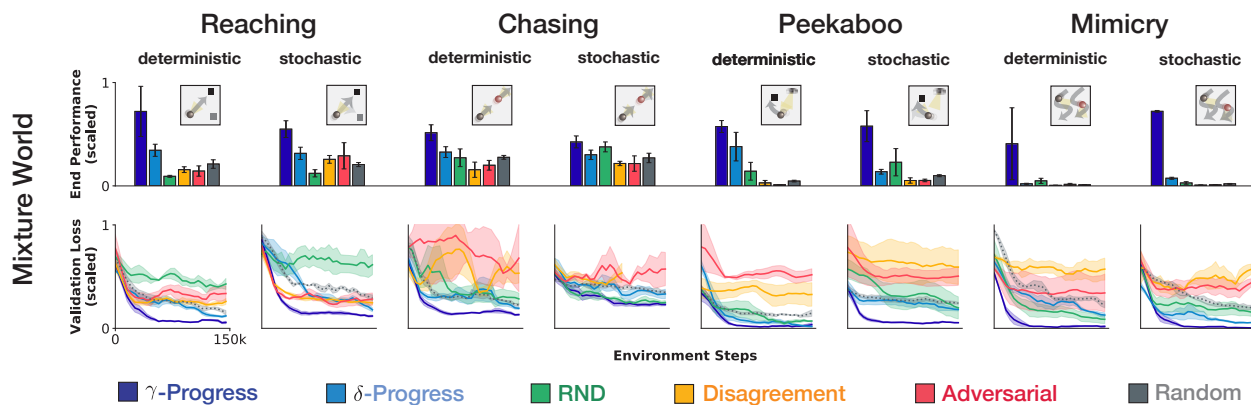 Reaching Chasing Peekaboo Mimicry
deterministic stochastic deterministic stochastic deterministic stochastic deterministic stochastic
Mixture World
End Performance
(scaled)
1
0
Validation Loss
(scaled)
1
0
0 150k
Environment Steps
γ-Progress δ-Progress RND Disagreement Adversarial Random